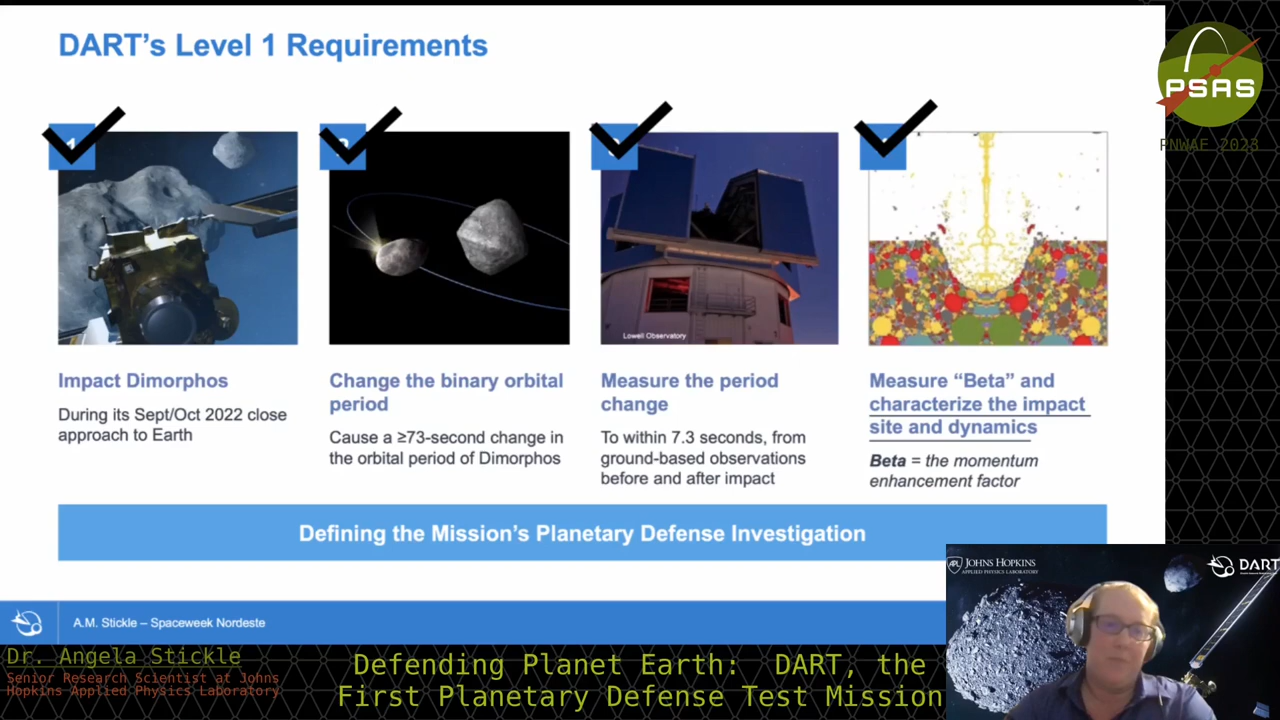 DART's Level 1 Requirements
PSAS
PNWAE 2023
Lowell Observatory
Impact Dimorphos
During its Sept/Oct 2022 close
approach to Earth
Change the binary orbital
period
Cause a ≥73-second change in
the orbital period of Dimorphos
Measure the period
change
To within 7.3 seconds, from
ground-based observations
before and after impact
Measure “Beta” and
characterize the impact
site and dynamics
Beta = the momentum
enhancement factor
Defining the Mission's Planetary Defense Investigation
APL
JOHNS HOPKINS
APPLIED PHYSICS LABORATORY
DART
A.M. Stickle – Spaceweek Nordeste
Dr. Angela Stickle
Senior Research Scientist at Johns
Hopkins Applied Physics Laboratory
Defending Planet Earth: DART, the
First Planetary Defense Test Mission